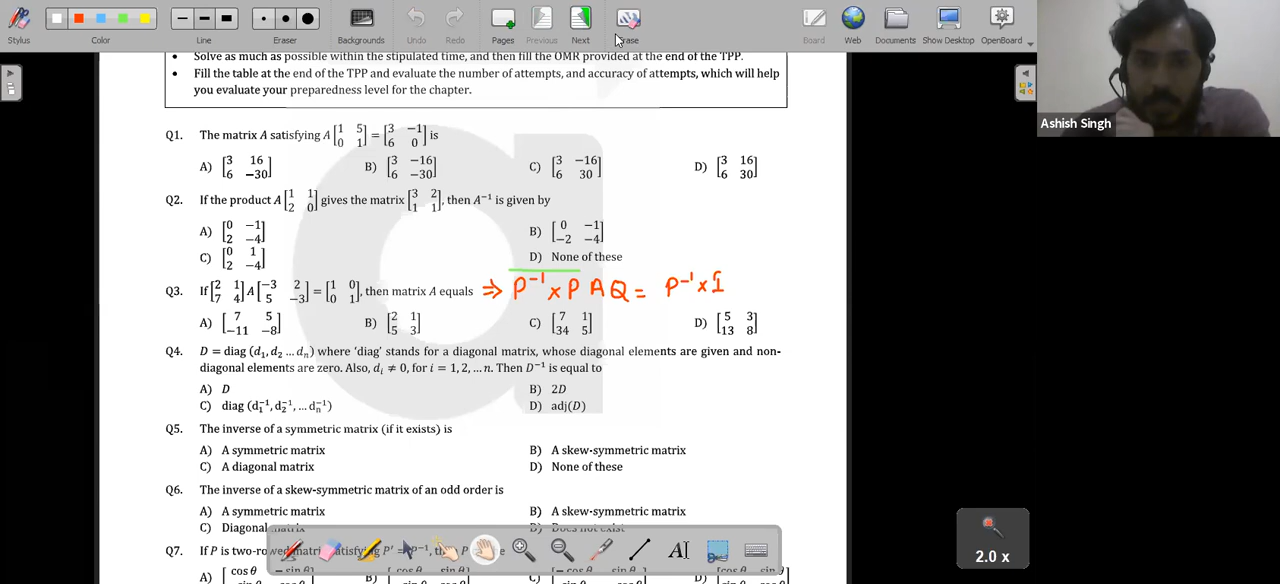 Stylus Color Line Eraser Backgrounds Undo Redo Pages Previous Next Erase Board Web Documents Show Desktop OpenBoard
• Solve as much as possible within the stipulated time, and then fill the OMR provided at the end of the TPP.
• Fill the table at the end of the TPP and evaluate the number of attempts, and accuracy of attempts, which will help
you evaluate your preparedness level for the chapter.
Ashish Singh
Q1. The matrix A satisfying A [1 5; 0 1] = [3 −1; 6 0] is
A) [3 16; 6 −30] B) [3 −16; 6 −30] C) [3 −16; 6 30] D) [3 16; 6 30]
Q2. If the product A [1 1; 2 0] gives the matrix [3 2; 1 1], then A⁻¹ is given by
A) [0 −1; 2 −4] B) [0 −1; −2 −4]
C) [0 1; 2 −4] D) None of these
Q3. If [2 1; 7 4] A [−3 2; 5 −3] = [1 0; 0 1], then matrix A equals ⇒ P⁻¹ × P A Q = P⁻¹ × I
A) [7 5; −11 −8] B) [2 1; 5 3] C) [7 1; 34 5] D) [5 3; 13 8]
Q4. D = diag (d₁, d₂ … dₙ) where 'diag' stands for a diagonal matrix, whose diagonal elements are given and non-
diagonal elements are zero. Also, dᵢ ≠ 0, for i = 1, 2, … n. Then D⁻¹ is equal to
A) D B) 2D
C) diag (d₁⁻¹, d₂⁻¹, … dₙ⁻¹) D) adj(D)
Q5. The inverse of a symmetric matrix (if it exists) is
A) A symmetric matrix B) A skew-symmetric matrix
C) A diagonal matrix D) None of these
Q6. The inverse of a skew-symmetric matrix of an odd order is
A) A symmetric matrix B) A skew-symmetric matrix
C) Diagonal matrix D) Does not exist
Q7. If P is two-rowed matrix satisfying P′ = P⁻¹, then P
2.0 x